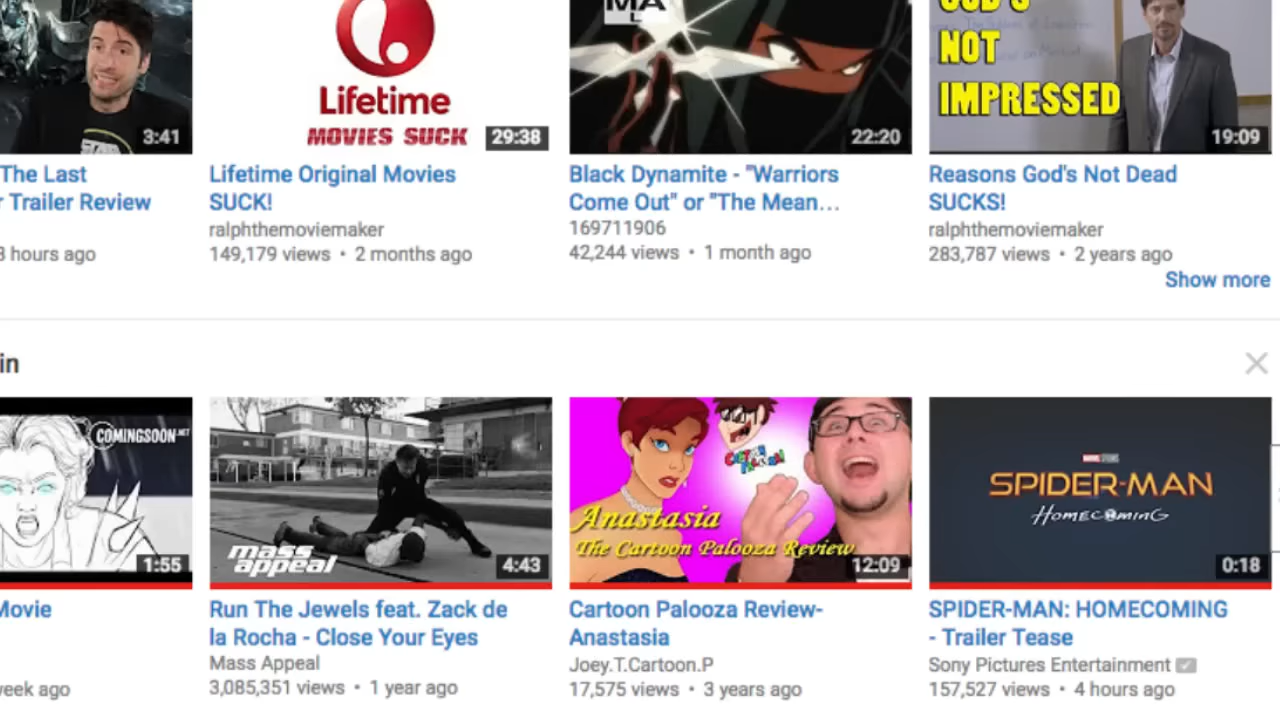 MA
L
GOD'S
NOT
IMPRESSED
Lifetime
MOVIES SUCK
3:41
29:38
22:20
19:09
The Last
r Trailer Review
3 hours ago
Lifetime Original Movies
SUCK!
ralphthemoviemaker
149,179 views • 2 months ago
Black Dynamite - "Warriors
Come Out" or "The Mean...
169711906
42,244 views • 1 month ago
Reasons God's Not Dead
SUCKS!
ralphthemoviemaker
283,787 views • 2 years ago
Show more
in
COMINGSOON.NET
1:55
mass
appeal
4:43
Anastasia
The Cartoon Palooza Review
12:09
SPIDER-MAN
HOMECOMING
0:18
Movie
week ago
Run The Jewels feat. Zack de
la Rocha - Close Your Eyes
Mass Appeal
3,085,351 views • 1 year ago
Cartoon Palooza Review-
Anastasia
Joey.T.Cartoon.P
17,575 views • 3 years ago
SPIDER-MAN: HOMECOMING
- Trailer Tease
Sony Pictures Entertainment
157,527 views • 4 hours ago